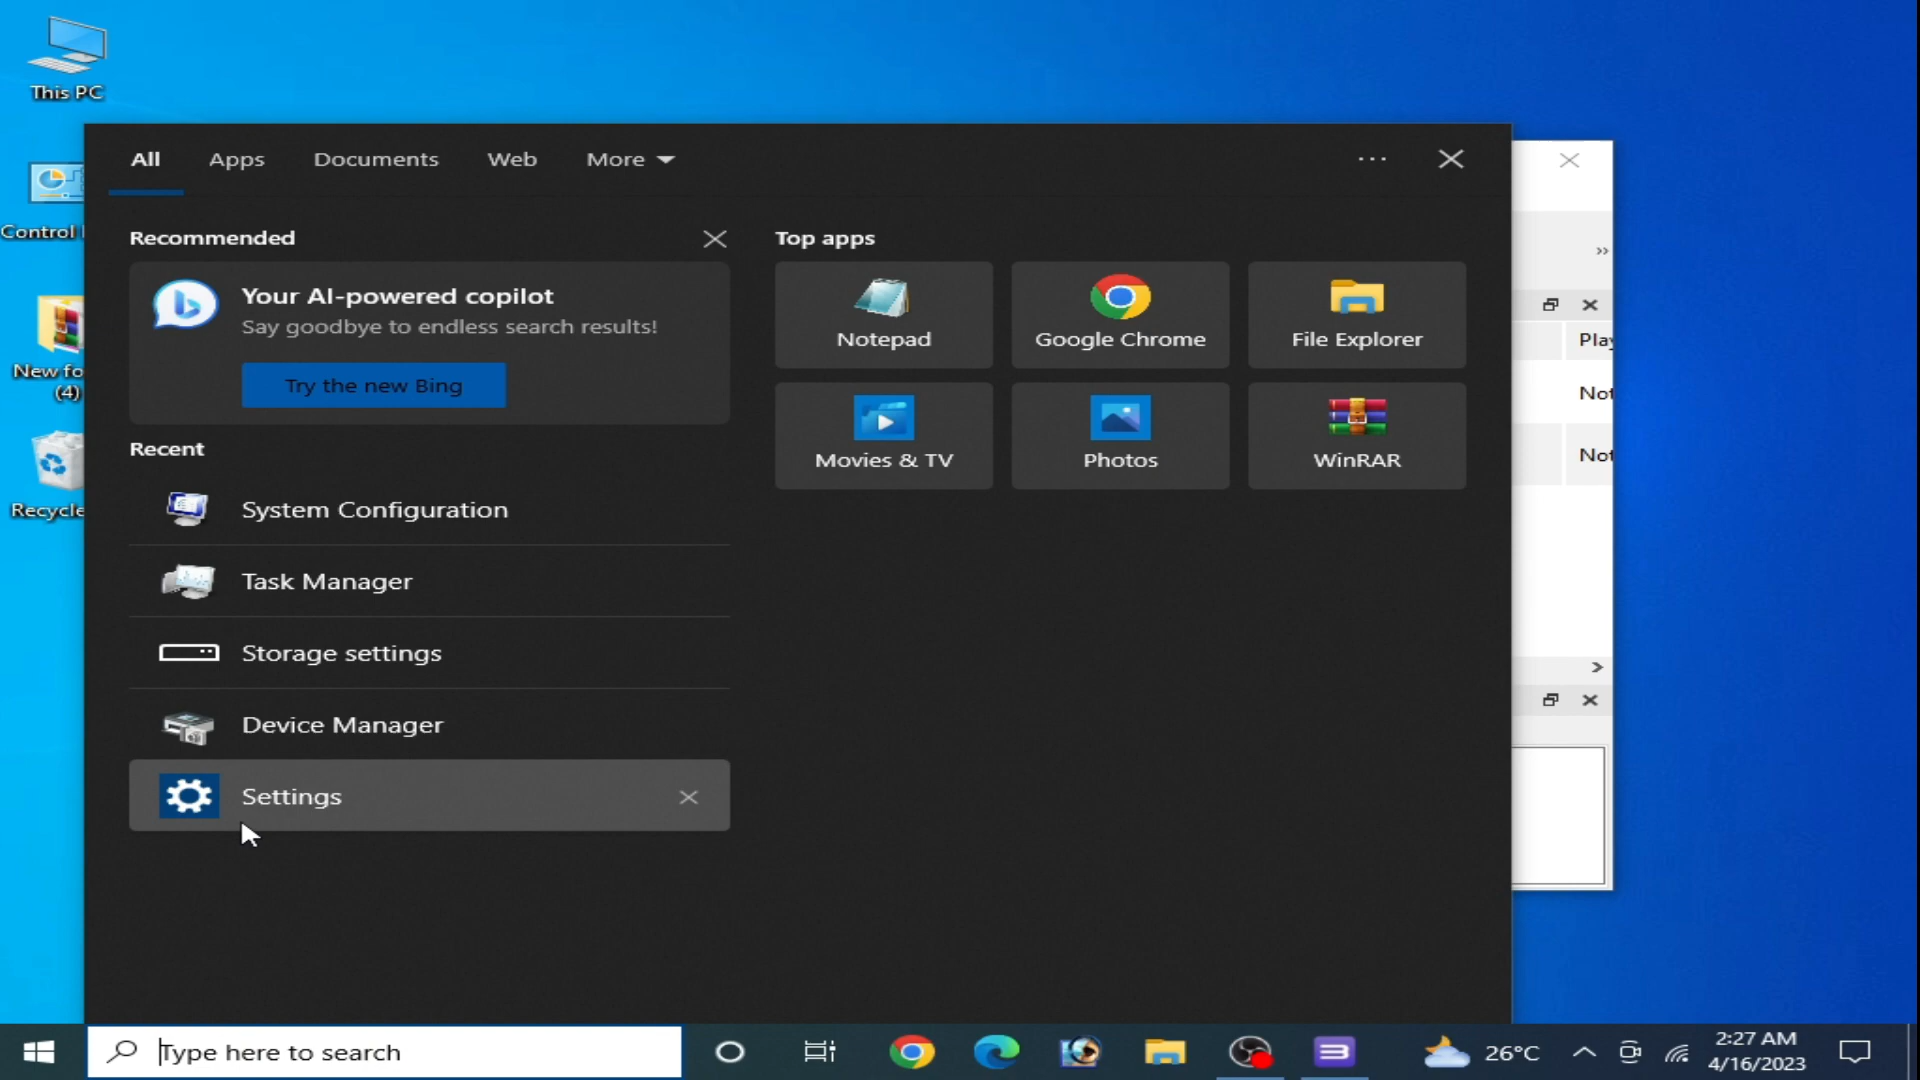 This PC
Control
New fo
(4)
Recycle
All
Apps
Documents
Web
More
Recommended
Your AI-powered copilot
Say goodbye to endless search results!
Try the new Bing
Recent
System Configuration
Task Manager
Storage settings
Device Manager
Settings
Top apps
Notepad
Google Chrome
File Explorer
Movies & TV
Photos
WinRAR
Play
Not
Not
Type here to search
26°C
2:27 AM
4/16/2023